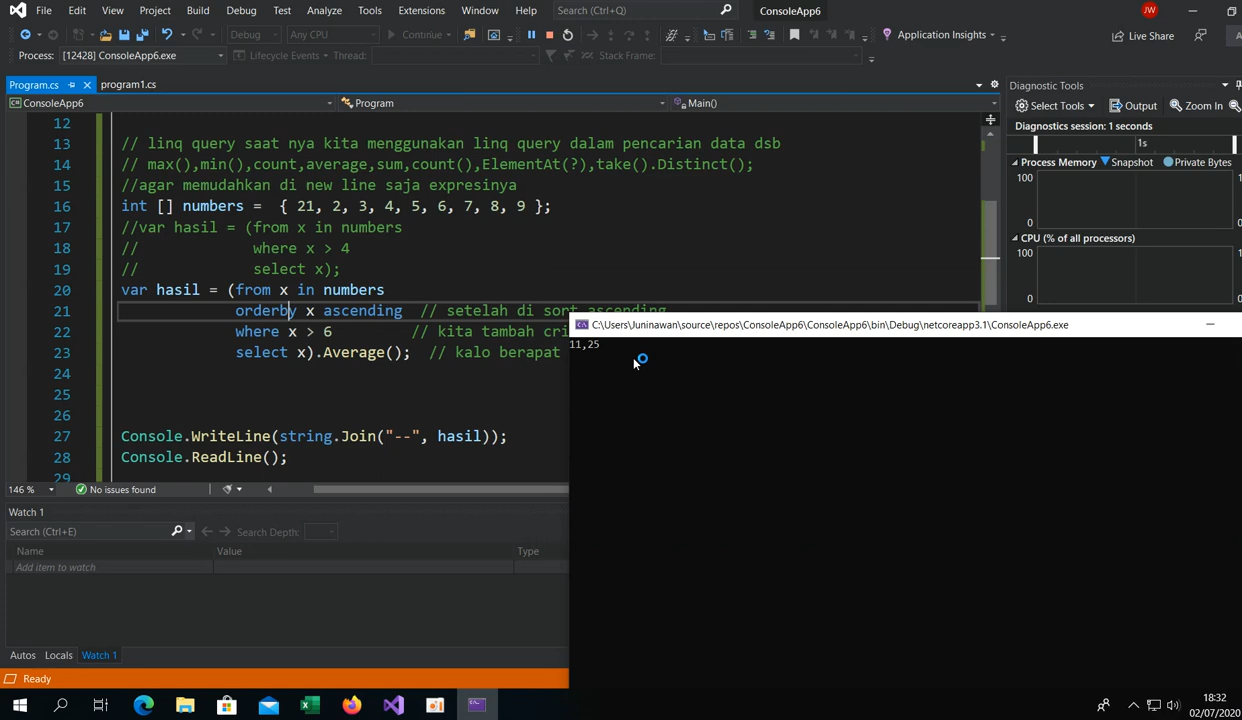 File Edit View Project Build Debug Test Analyze Tools Extensions Window Help Search (Ctrl+Q) ConsoleApp6 JW
Debug Any CPU Continue Application Insights Live Share
Process: [12428] ConsoleApp6.exe Lifecycle Events Thread: Stack Frame:
Program.cs program1.cs
ConsoleApp6 Program Main()
12
13 // linq query saat nya kita menggunakan linq query dalam pencarian data dsb
14 // max(),min(),count,average,sum,count(),ElementAt(?),take().Distinct();
15 //agar memudahkan di new line saja expresinya
16 int [] numbers = { 21, 2, 3, 4, 5, 6, 7, 8, 9 };
17 //var hasil = (from x in numbers
18 // where x > 4
19 // select x);
20 var hasil = (from x in numbers
21 orderby x ascending // setelah di sort ascending
22 where x > 6 // kita tambah cri
23 select x).Average(); // kalo berapat
24
25
26
27 Console.WriteLine(string.Join("--", hasil));
28 Console.ReadLine();
29
146 % No issues found
Diagnostic Tools
Select Tools Output Zoom In
Diagnostics session: 1 seconds
1s
Process Memory Snapshot Private Bytes
100 100
0 0
CPU (% of all processors)
100 100
0 0
C:\Users\Juninawan\source\repos\ConsoleApp6\ConsoleApp6\bin\Debug\netcoreapp3.1\ConsoleApp6.exe
11,25
Watch 1
Search (Ctrl+E) Search Depth:
Name Value Type
Add item to watch
Autos Locals Watch 1
Ready
18:32
02/07/2020